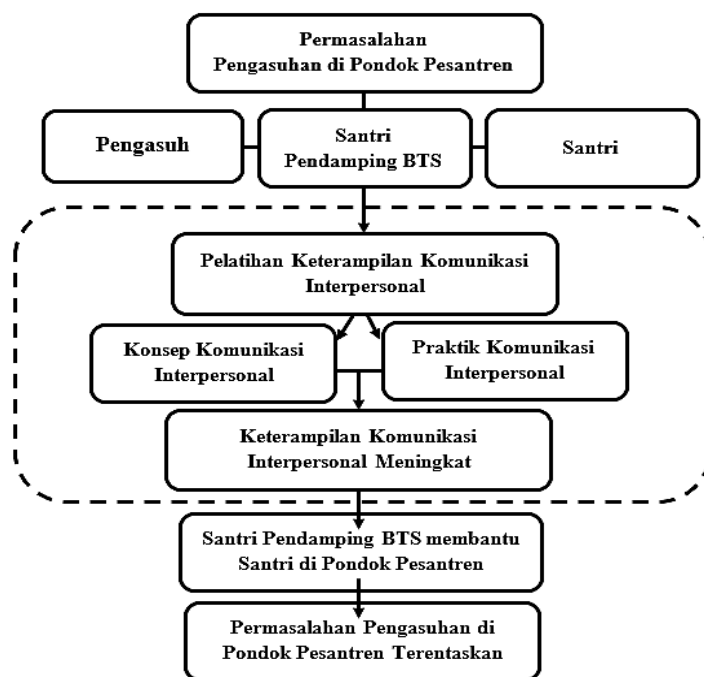 Permasalahan
Pengasuhan di Pondok Pesantren
Pengasuh
Santri
Pendamping BTS
Santri
Pelatihan Keterampilan Komunikasi
Interpersonal
Konsep Komunikasi
Interpersonal
Praktik Komunikasi
Interpersonal
Keterampilan Komunikasi
Interpersonal Meningkat
Santri Pendamping BTS membantu
Santri di Pondok Pesantren
Permasalahan Pengasuhan di
Pondok Pesantren Terentaskan